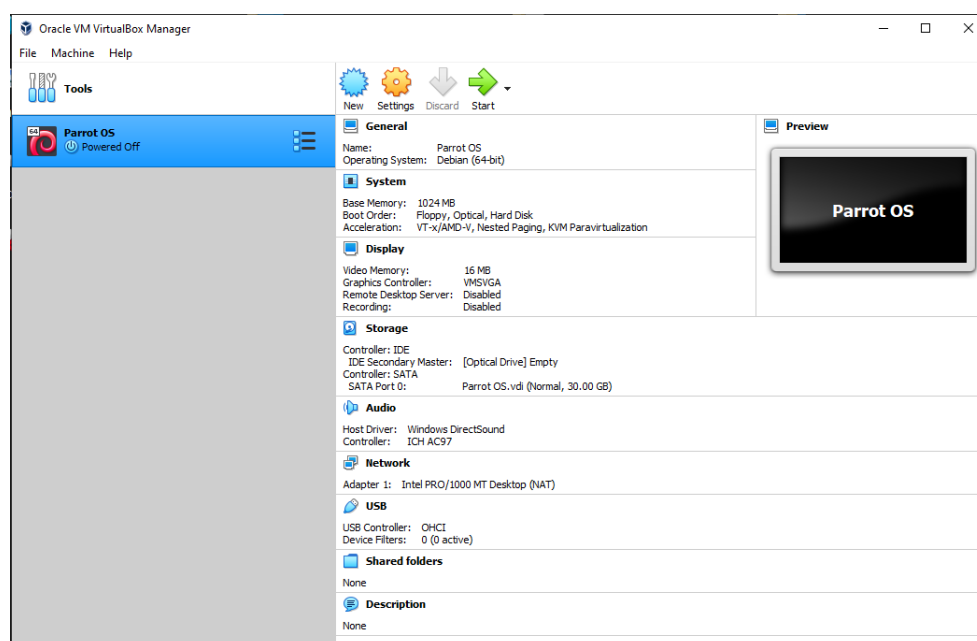 Oracle VM VirtualBox Manager
File Machine Help
Tools
New Settings Discard Start
64
Parrot OS
Powered Off
General
Name: Parrot OS
Operating System: Debian (64-bit)
System
Base Memory: 1024 MB
Boot Order: Floppy, Optical, Hard Disk
Acceleration: VT-x/AMD-V, Nested Paging, KVM Paravirtualization
Display
Video Memory: 16 MB
Graphics Controller: VMSVGA
Remote Desktop Server: Disabled
Recording: Disabled
Preview
Parrot OS
Storage
Controller: IDE
IDE Secondary Master: [Optical Drive] Empty
Controller: SATA
SATA Port 0: Parrot OS.vdi (Normal, 30.00 GB)
Audio
Host Driver: Windows DirectSound
Controller: ICH AC97
Network
Adapter 1: Intel PRO/1000 MT Desktop (NAT)
USB
USB Controller: OHCI
Device Filters: 0 (0 active)
Shared folders
None
Description
None